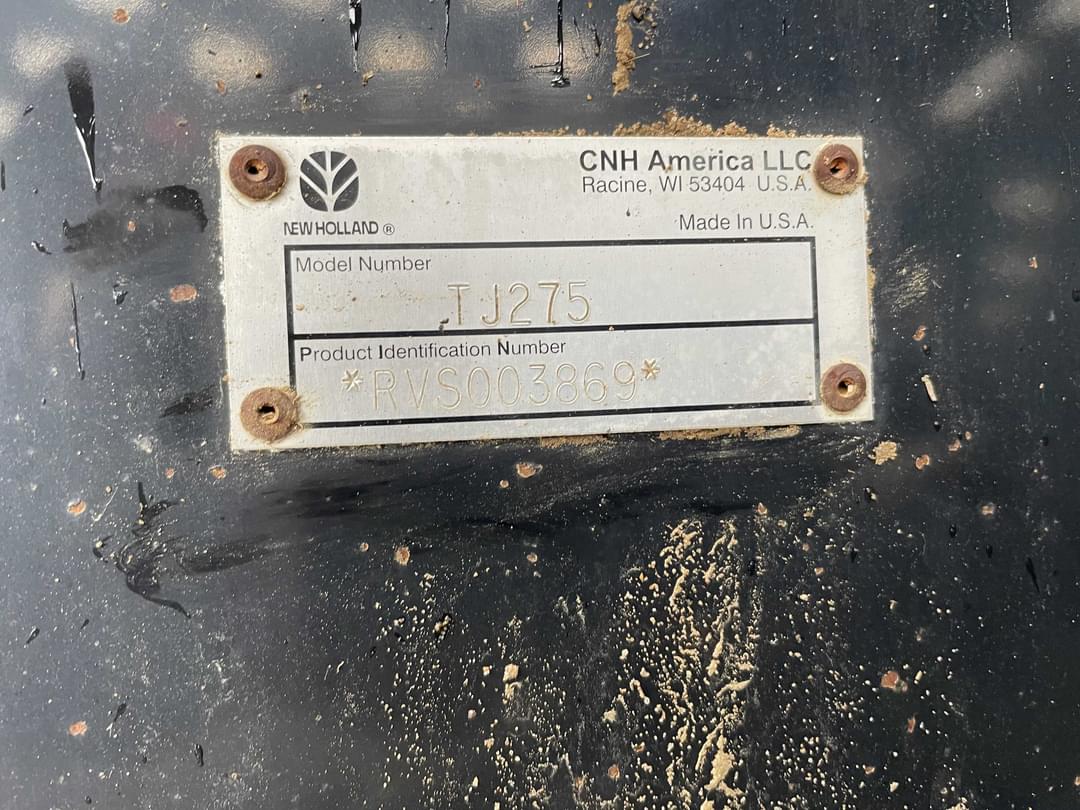 CNH America LLC
Racine, WI 53404 U.S.A.
NEW HOLLAND ®
Made In U.S.A.
Model Number
TJ275
Product Identification Number
*RVS003869*